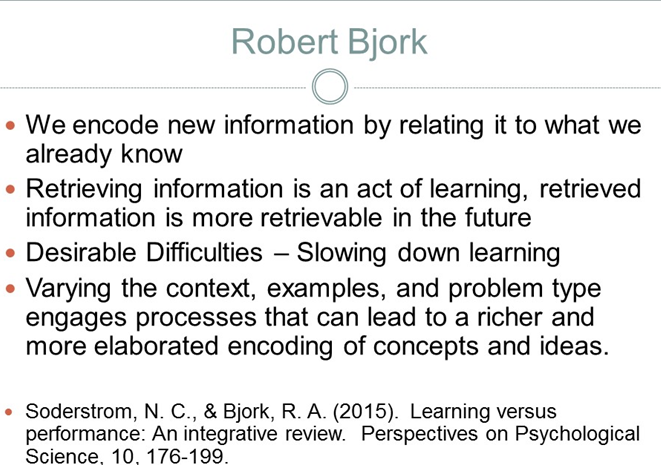 Robert Bjork
We encode new information by relating it to what we
already know
Retrieving information is an act of learning, retrieved
information is more retrievable in the future
Desirable Difficulties – Slowing down learning
Varying the context, examples, and problem type
engages processes that can lead to a richer and
more elaborated encoding of concepts and ideas.
Soderstrom, N. C., & Bjork, R. A. (2015). Learning versus
performance: An integrative review. Perspectives on Psychological
Science, 10, 176-199.